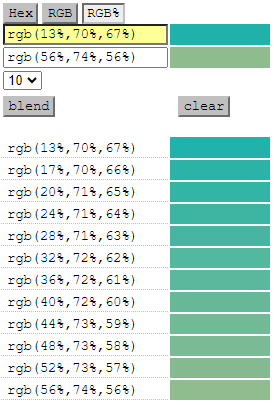 Hex RGB RGB%
rgb(13%,70%,67%)
rgb(56%,74%,56%)
10
blend clear
rgb(13%,70%,67%)
rgb(17%,70%,66%)
rgb(20%,71%,65%)
rgb(24%,71%,64%)
rgb(28%,71%,63%)
rgb(32%,72%,62%)
rgb(36%,72%,61%)
rgb(40%,72%,60%)
rgb(44%,73%,59%)
rgb(48%,73%,58%)
rgb(52%,73%,57%)
rgb(56%,74%,56%)